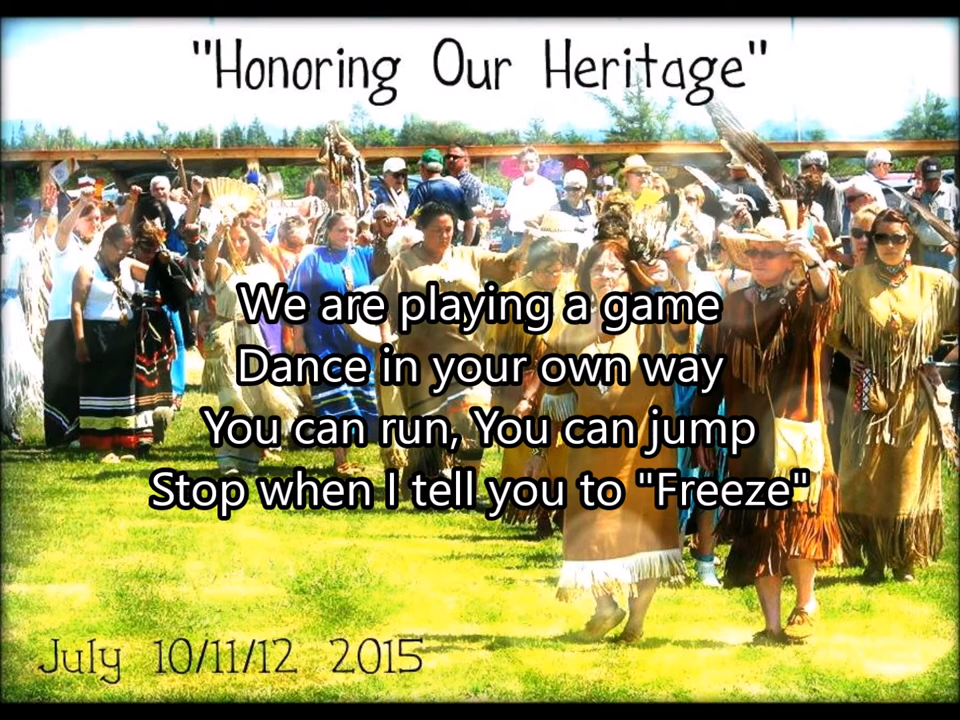 "Honoring Our Heritage"
We are playing a game
Dance in your own way
You can run, You can jump
Stop when I tell you to "Freeze"
July 10/11/12 2015